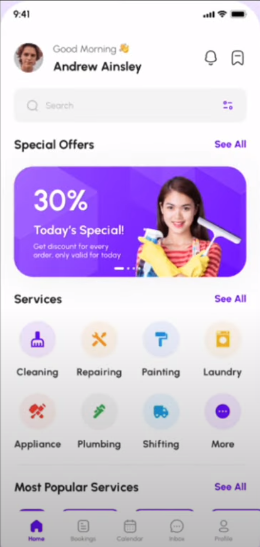 9:41
Good Morning 👋
Andrew Ainsley
Search
Special Offers See All
30%
Today's Special!
Get discount for every
order, only valid for today
Services See All
Cleaning Repairing Painting Laundry
Appliance Plumbing Shifting More
Most Popular Services See All
Home Bookings Calendar Inbox Profile